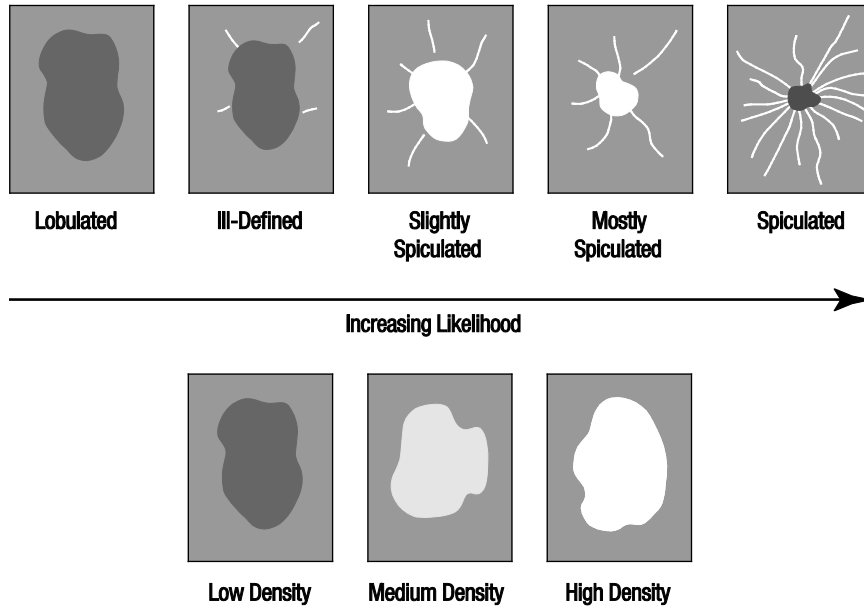 Lobulated
Ill-Defined
Slightly
Spiculated
Mostly
Spiculated
Spiculated
Increasing Likelihood
Low Density
Medium Density
High Density